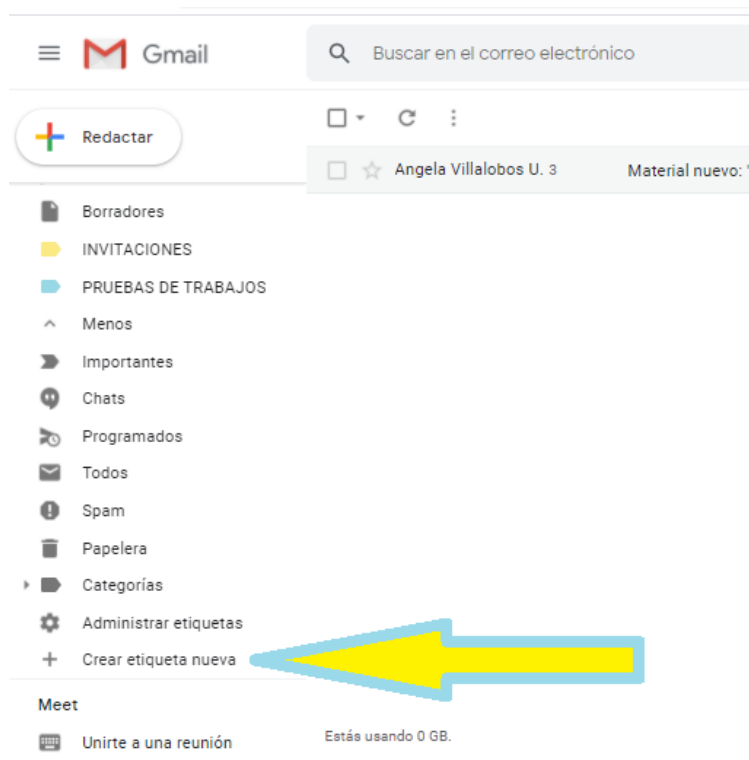 Gmail
Buscar en el correo electrónico
Redactar
Angela Villalobos U. 3 Material nuevo: "
Borradores
INVITACIONES
PRUEBAS DE TRABAJOS
Menos
Importantes
Chats
Programados
Todos
Spam
Papelera
Categorías
Administrar etiquetas
Crear etiqueta nueva
Meet
Unirte a una reunión
Estás usando 0 GB.